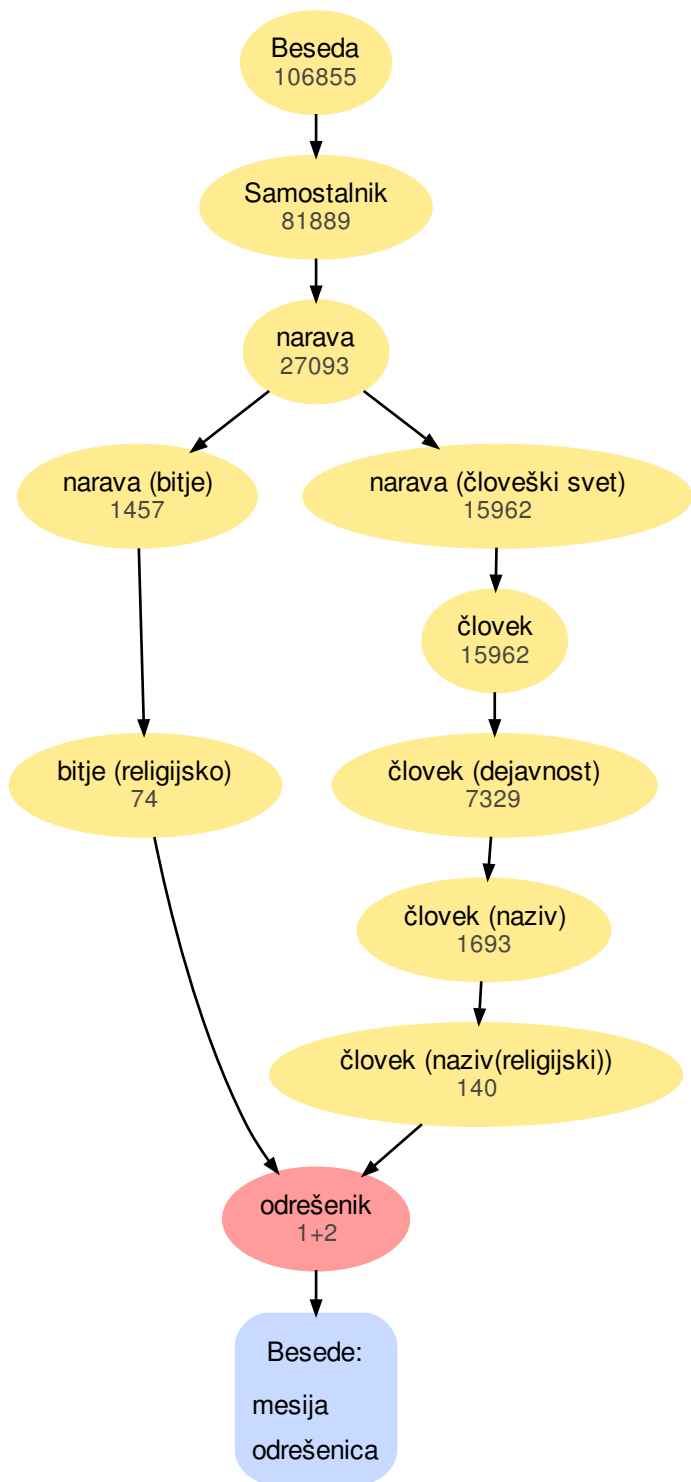 Beseda
106855
Samostalnik
81889
narava
27093
narava (bitje)
1457
narava (človeški svet)
15962
človek
15962
bitje (religijsko)
74
človek (dejavnost)
7329
človek (naziv)
1693
človek (naziv(religijski))
140
odrešenik
1+2
Besede:
mesija
odrešenica